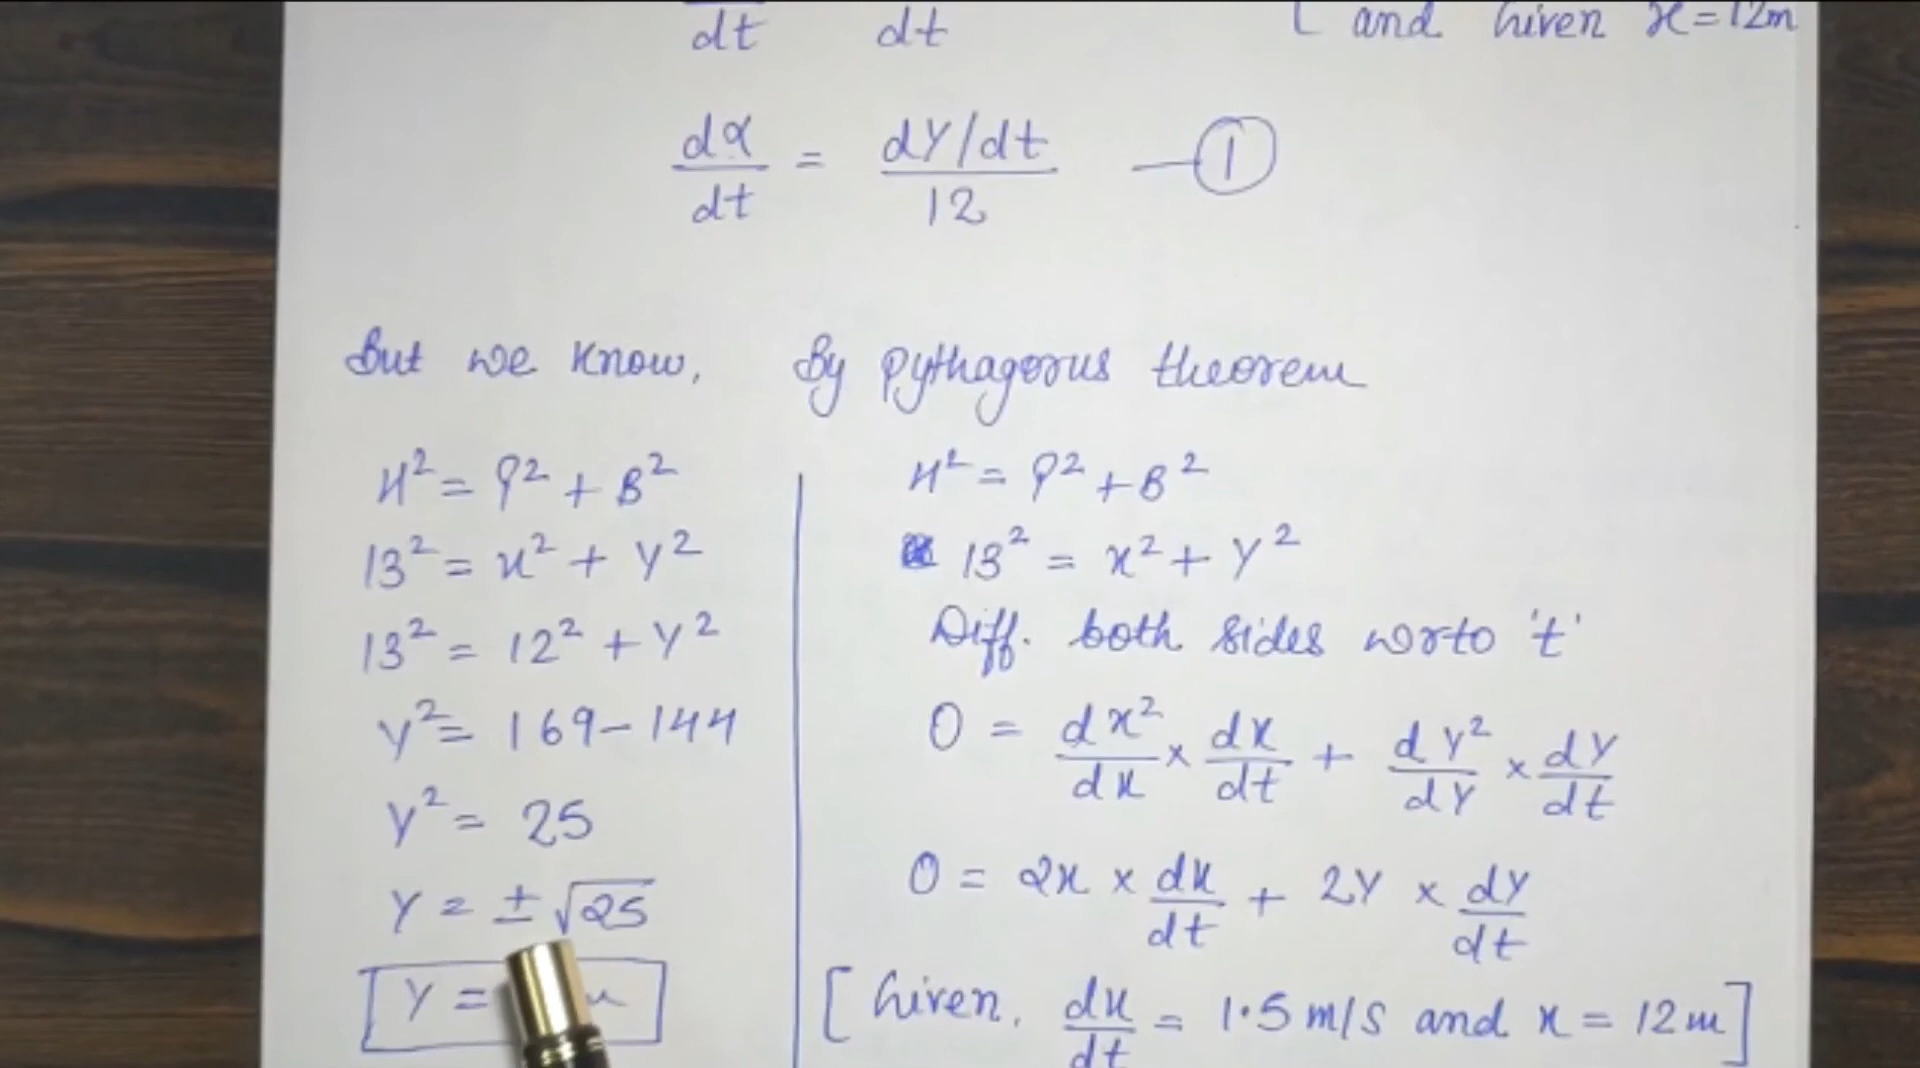 dt dt [ and Given x=12m
dα/dt = dY/dt / 12 —①
But we know, By pythagorus theorem
H² = P² + B²
13² = x² + Y²
13² = 12² + Y²
Y² = 169-144
Y² = 25
Y = ± √25
Y =
H² = P² + B²
13² = x² + Y²
Diff. both sides w.r.to 't'
0 = dx²/dx × dx/dt + dY²/dY × dY/dt
0 = 2x × dx/dt + 2Y × dY/dt
[Given, dx/dt = 1.5 m/s and x = 12m]